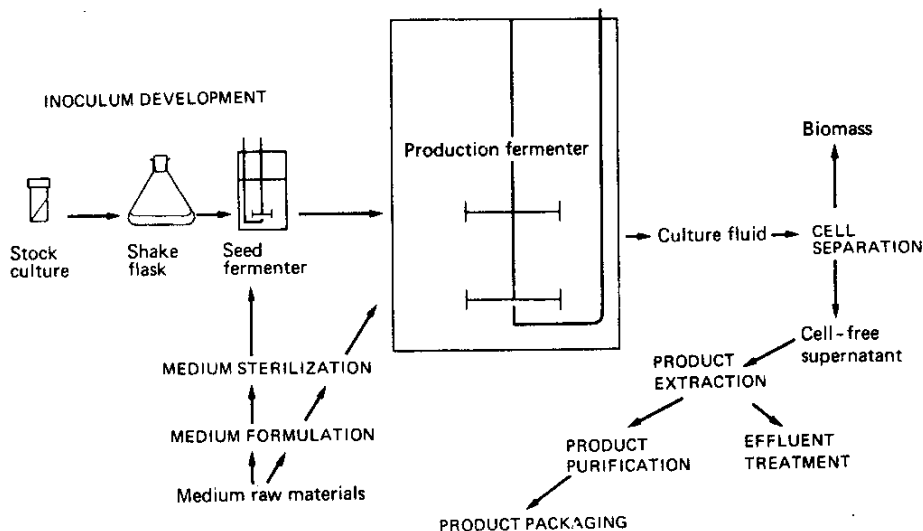 INOCULUM DEVELOPMENT
Stock
culture
Shake
flask
Seed
fermenter
Production fermenter
MEDIUM STERILIZATION
MEDIUM FORMULATION
Medium raw materials
Culture fluid
Biomass
CELL
SEPARATION
Cell-free
supernatant
PRODUCT
EXTRACTION
PRODUCT
PURIFICATION
EFFLUENT
TREATMENT
PRODUCT PACKAGING